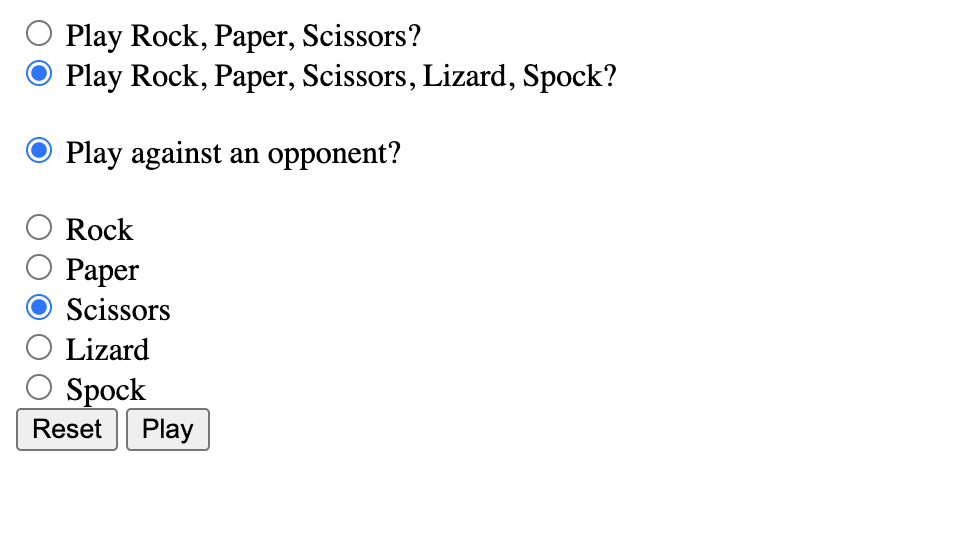 Play Rock, Paper, Scissors?
Play Rock, Paper, Scissors, Lizard, Spock?
Play against an opponent?
Rock
Paper
Scissors
Lizard
Spock
Reset Play